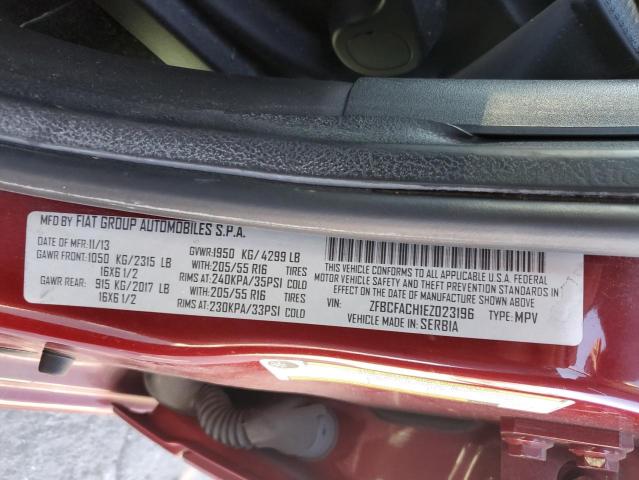 MFD BY FIAT GROUP AUTOMOBILES S.P.A.
DATE OF MFR: 11/13 GVWR: 1950 KG/ 4299 LB
GAWR FRONT: 1050 KG/2315 LB WITH: 205/55 R16 TIRES
16X6 1/2 RIMS AT: 240KPA/35PSI COLD
GAWR REAR: 915 KG/2017 LB WITH: 205/55 R16 TIRES
16X6 1/2 RIMS AT: 230KPA/33PSI COLD
THIS VEHICLE CONFORMS TO ALL APPLICABLE U.S.A. FEDERAL
MOTOR VEHICLE SAFETY AND THEFT PREVENTION STANDARDS
IN EFFECT ON THE DATE OF MANUFACTURE SHOWN ABOVE.
VIN: ZFBCFACH1EZ023196 TYPE: MPV
VEHICLE MADE IN: SERBIA